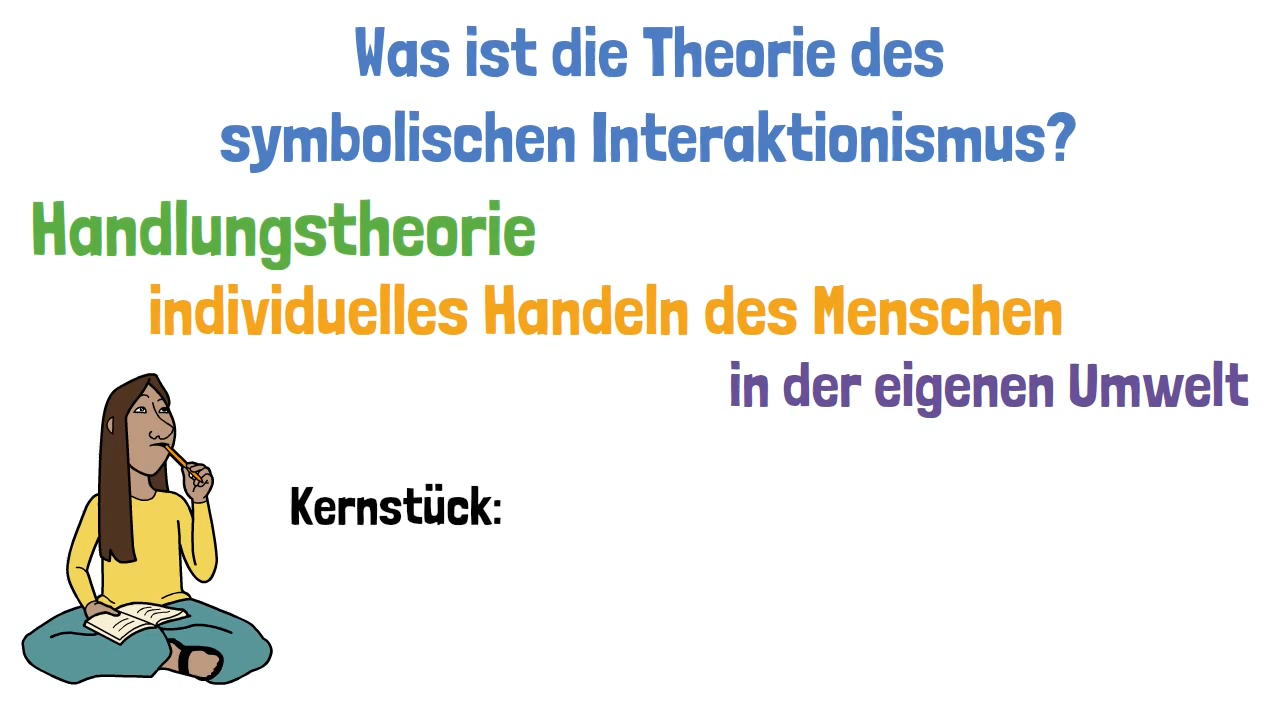 Was ist die Theorie des
symbolischen Interaktionismus?
Handlungstheorie
individuelles Handeln des Menschen
in der eigenen Umwelt
Kernstück: